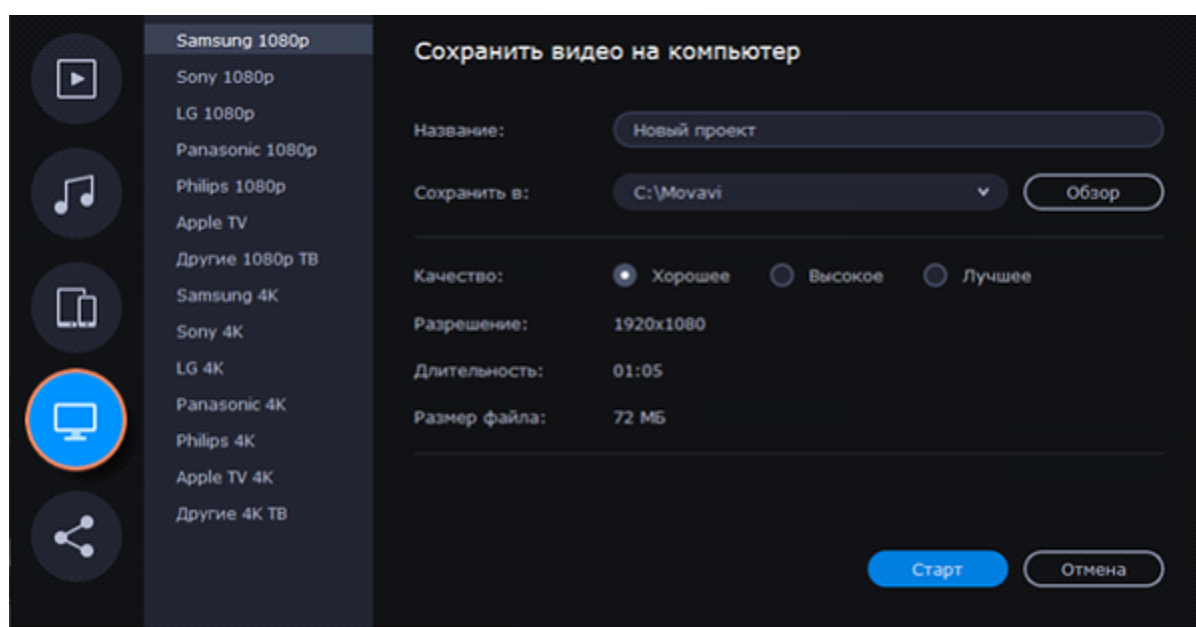 Samsung 1080p
Sony 1080p
LG 1080p
Panasonic 1080p
Philips 1080p
Apple TV
Другие 1080p ТВ
Samsung 4K
Sony 4K
LG 4K
Panasonic 4K
Philips 4K
Apple TV 4K
Другие 4K ТВ
Сохранить видео на компьютер
Название: Новый проект
Сохранить в: C:\Movavi Обзор
Качество: Хорошее Высокое Лучшее
Разрешение: 1920x1080
Длительность: 01:05
Размер файла: 72 МБ
Старт Отмена